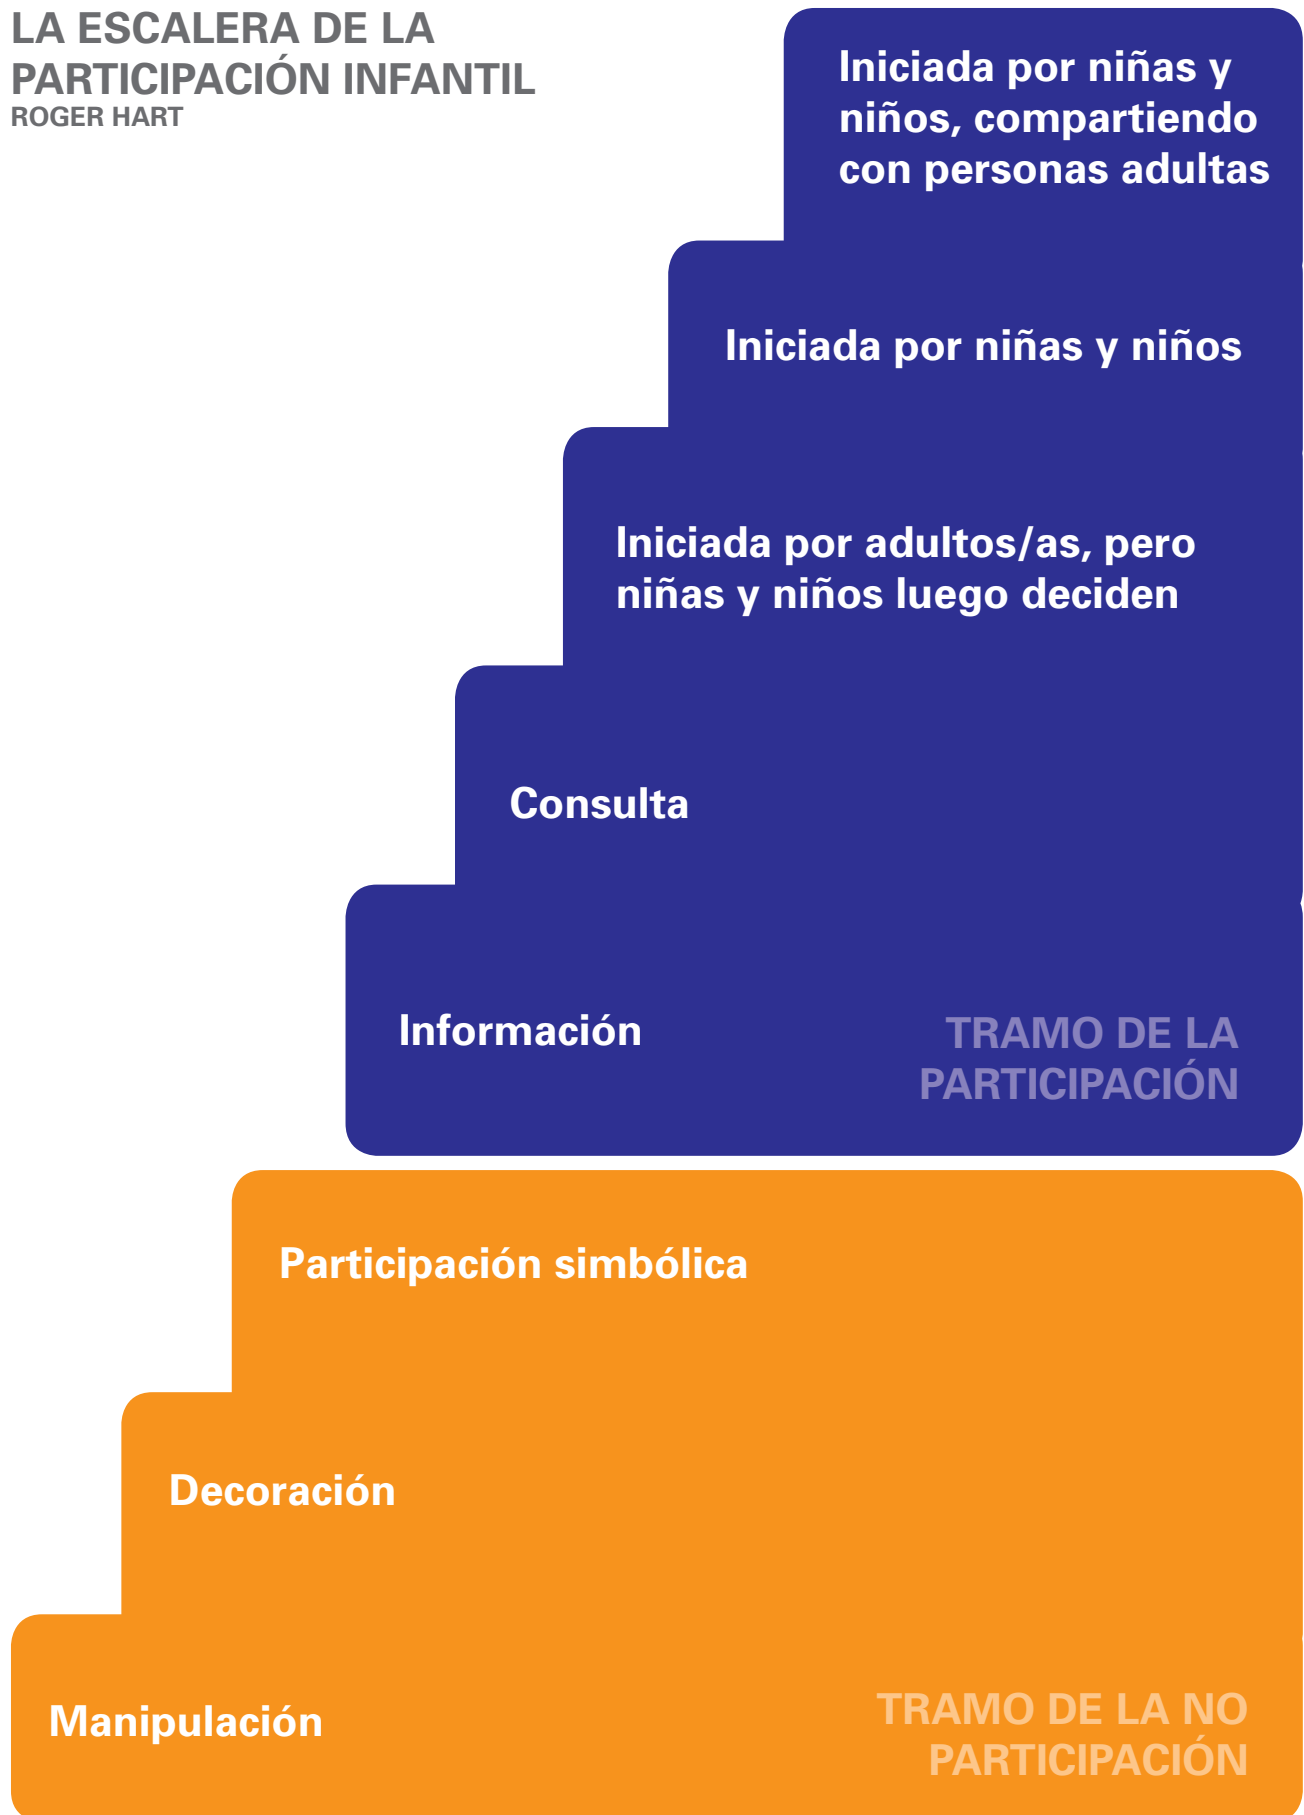 LA ESCALERA DE LA
PARTICIPACIÓN INFANTIL
ROGER HART
Iniciada por niñas y
niños, compartiendo
con personas adultas
Iniciada por niñas y niños
Iniciada por adultos/as, pero
niñas y niños luego deciden
Consulta
Información
TRAMO DE LA
PARTICIPACIÓN
Participación simbólica
Decoración
Manipulación
TRAMO DE LA NO
PARTICIPACIÓN